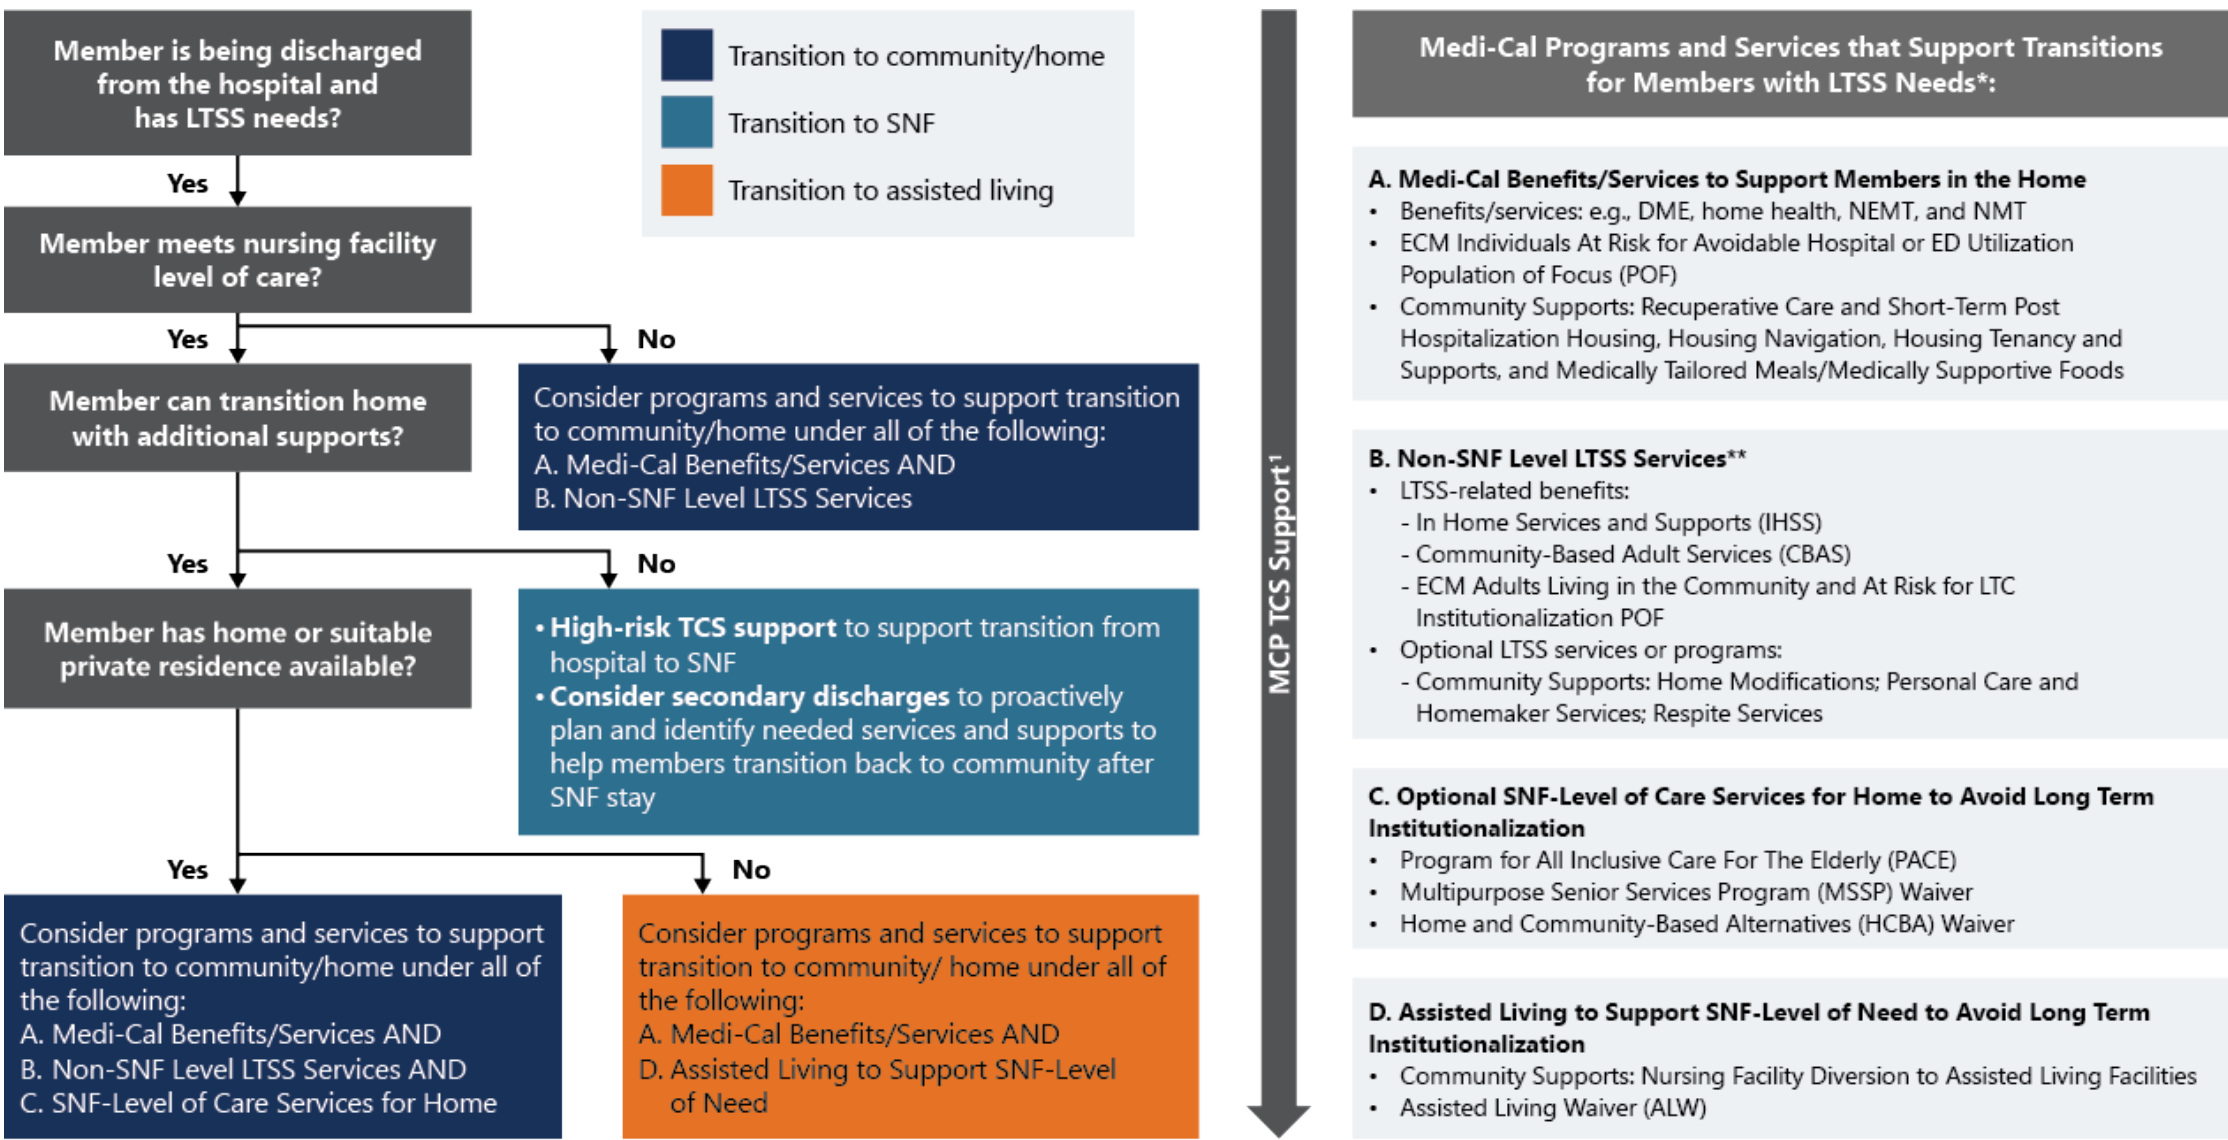 Member is being discharged
from the hospital and
has LTSS needs?
Yes
Member meets nursing facility
level of care?
Yes
No
Member can transition home
with additional supports?
Consider programs and services to support transition
to community/home under all of the following:
A. Medi-Cal Benefits/Services AND
B. Non-SNF Level LTSS Services
Yes
No
Member has home or suitable
private residence available?
• High-risk TCS support to support transition from
hospital to SNF
• Consider secondary discharges to proactively
plan and identify needed services and supports to
help members transition back to community after
SNF stay
Yes
No
Consider programs and services to support
transition to community/home under all of
the following:
A. Medi-Cal Benefits/Services AND
B. Non-SNF Level LTSS Services AND
C. SNF-Level of Care Services for Home
Consider programs and services to support
transition to community/ home under all of
the following:
A. Medi-Cal Benefits/Services AND
D. Assisted Living to Support SNF-Level
of Need
Transition to community/home
Transition to SNF
Transition to assisted living
MCP TCS Support¹
Medi-Cal Programs and Services that Support Transitions
for Members with LTSS Needs*:
A. Medi-Cal Benefits/Services to Support Members in the Home
• Benefits/services: e.g., DME, home health, NEMT, and NMT
• ECM Individuals At Risk for Avoidable Hospital or ED Utilization
Population of Focus (POF)
• Community Supports: Recuperative Care and Short-Term Post
Hospitalization Housing, Housing Navigation, Housing Tenancy and
Supports, and Medically Tailored Meals/Medically Supportive Foods
B. Non-SNF Level LTSS Services**
• LTSS-related benefits:
- In Home Services and Supports (IHSS)
- Community-Based Adult Services (CBAS)
- ECM Adults Living in the Community and At Risk for LTC
Institutionalization POF
• Optional LTSS services or programs:
- Community Supports: Home Modifications; Personal Care and
Homemaker Services; Respite Services
C. Optional SNF-Level of Care Services for Home to Avoid Long Term
Institutionalization
• Program for All Inclusive Care For The Elderly (PACE)
• Multipurpose Senior Services Program (MSSP) Waiver
• Home and Community-Based Alternatives (HCBA) Waiver
D. Assisted Living to Support SNF-Level of Need to Avoid Long Term
Institutionalization
• Community Supports: Nursing Facility Diversion to Assisted Living Facilities
• Assisted Living Waiver (ALW)